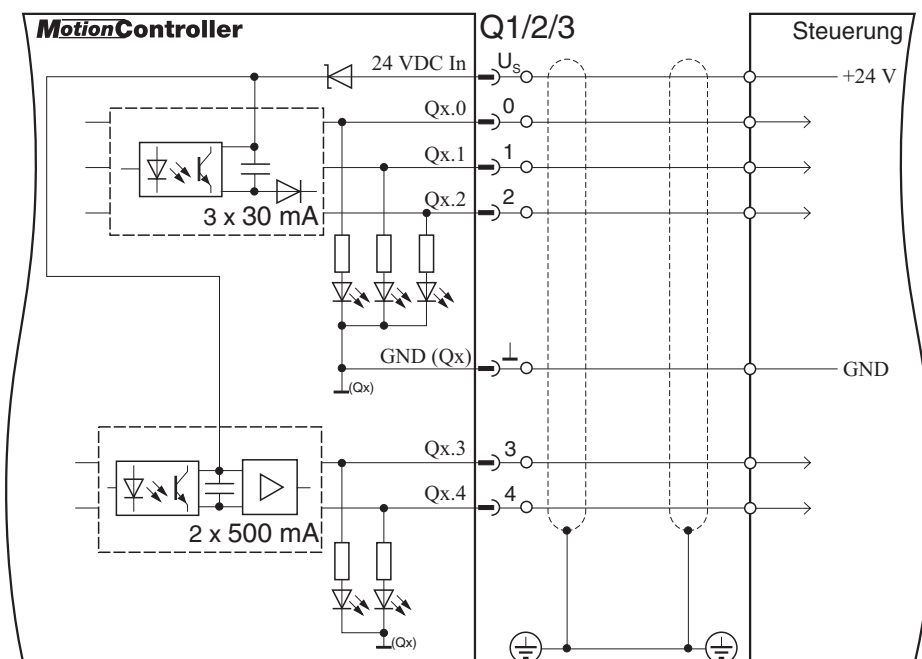 MotionController
Q1/2/3
Steuerung
24 VDC In
US
+24 V
Qx.0
0
Qx.1
1
Qx.2
2
3 x 30 mA
GND (Qx)
GND
(Qx)
Qx.3
3
Qx.4
4
2 x 500 mA
(Qx)